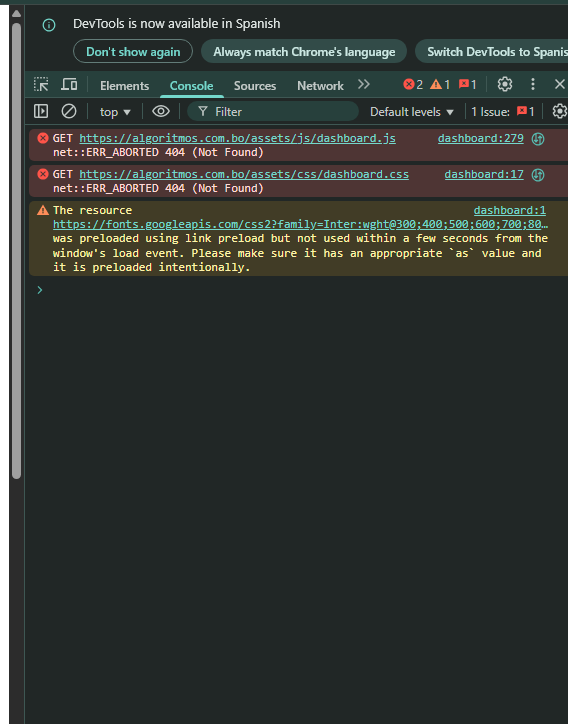 DevTools is now available in Spanish
Don't show again Always match Chrome's language Switch DevTools to Spanis
Elements Console Sources Network 2 1 1
top Filter Default levels 1 Issue: 1
GET https://algoritmos.com.bo/assets/js/dashboard.js dashboard:279
net::ERR_ABORTED 404 (Not Found)
GET https://algoritmos.com.bo/assets/css/dashboard.css dashboard:17
net::ERR_ABORTED 404 (Not Found)
The resource dashboard:1
https://fonts.googleapis.com/css2?family=Inter:wght@300;400;500;600;700;80…
was preloaded using link preload but not used within a few seconds from the
window's load event. Please make sure it has an appropriate `as` value and
it is preloaded intentionally.